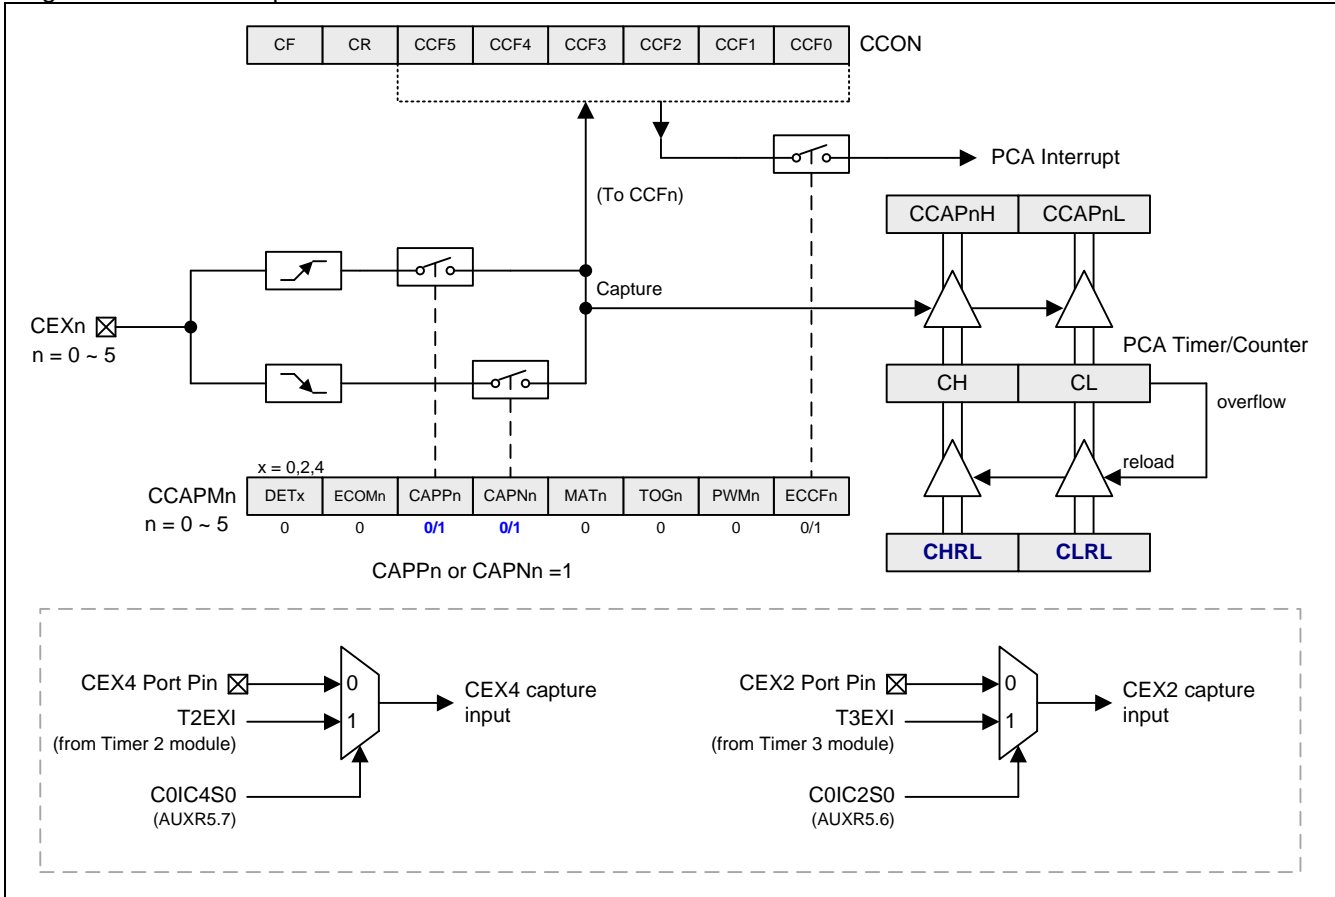 CF CR CCF5 CCF4 CCF3 CCF2 CCF1 CCF0 CCON
PCA Interrupt
(To CCFn)
CCAPnH CCAPnL
Capture
CEXn
n = 0 ~ 5
PCA Timer/Counter
CH CL
overflow
reload
x = 0,2,4
CCAPMn DETx ECOMn CAPPn CAPNn MATn TOGn PWMn ECCFn
n = 0 ~ 5 0 0 0/1 0/1 0 0 0 0/1
CHRL CLRL
CAPPn or CAPNn =1
CEX4 Port Pin 0 CEX4 capture
input
T2EXI 1
(from Timer 2 module)
C0IC4S0
(AUXR5.7)
CEX2 Port Pin 0 CEX2 capture
input
T3EXI 1
(from Timer 3 module)
C0IC2S0
(AUXR5.6)